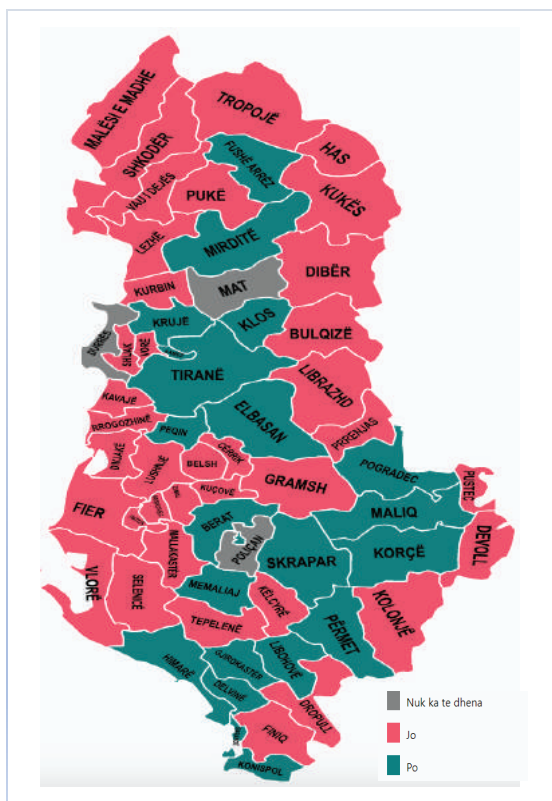 MALËSI E MADHE
TROPOJË
SHKODËR
HAS
FUSHË ARRËZ
VAUT DEJËS
PUKË
KUKËS
LEZHË
MIRDITË
DIBËR
KURBIN
MAT
KRUJË
KLOS
DURRËS
SHIJAK
VORË
BULQIZË
TIRANË
LIBRAZHD
KAVAJË
ELBASAN
RROGOZHINË
PEQIN
PRRENJAS
CËRRIK
DIVJAKË
LUSHNJE
BELSH
POGRADEC
GRAMSH
PUSTEC
KUÇOVË
MALIQ
FIER
BERAT
POLIÇAN
SKRAPAR
KORÇË
DEVOLL
MALLAKASTËR
VLORË
SELENICË
MEMALIAJ
KËLCYRË
KOLONJË
TEPELENË
PËRMET
LIBOHOVË
GJIROKASTËR
HIMARË
DELVINË
DROPULL
FINIQ
KONISPOL
Nuk ka te dhena
Jo
Po